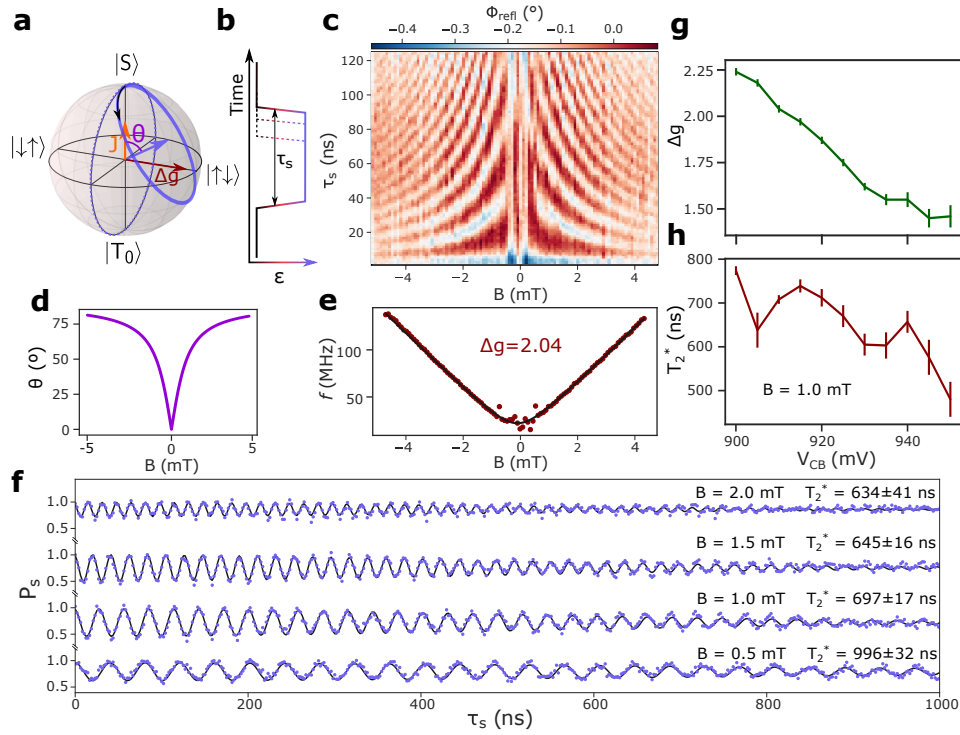 a
|S⟩
J
θ
Δg
|↓↑⟩
|↑↓⟩
|T₀⟩
b
Time
τₛ
ε
c
Φrefl (°)
−0.4 −0.3 −0.2 −0.1 0.0
τₛ (ns)
120
100
80
60
40
20
−4 −2 0 2 4
B (mT)
d
θ (º)
75
50
25
0
−5 0 5
B (mT)
e
f (MHz)
100
50
Δg=2.04
−4 −2 0 2 4
B (mT)
f
Pₛ
1.0
0.5
1.0
0.5
1.0
0.5
1.0
0.5
B = 2.0 mT T₂* = 634±41 ns
B = 1.5 mT T₂* = 645±16 ns
B = 1.0 mT T₂* = 697±17 ns
B = 0.5 mT T₂* = 996±32 ns
0 200 400 600 800 1000
τₛ (ns)
g
Δg
2.25
2.00
1.75
1.50
h
T₂* (ns)
800
700
600
500
B = 1.0 mT
900 920 940
V_CB (mV)